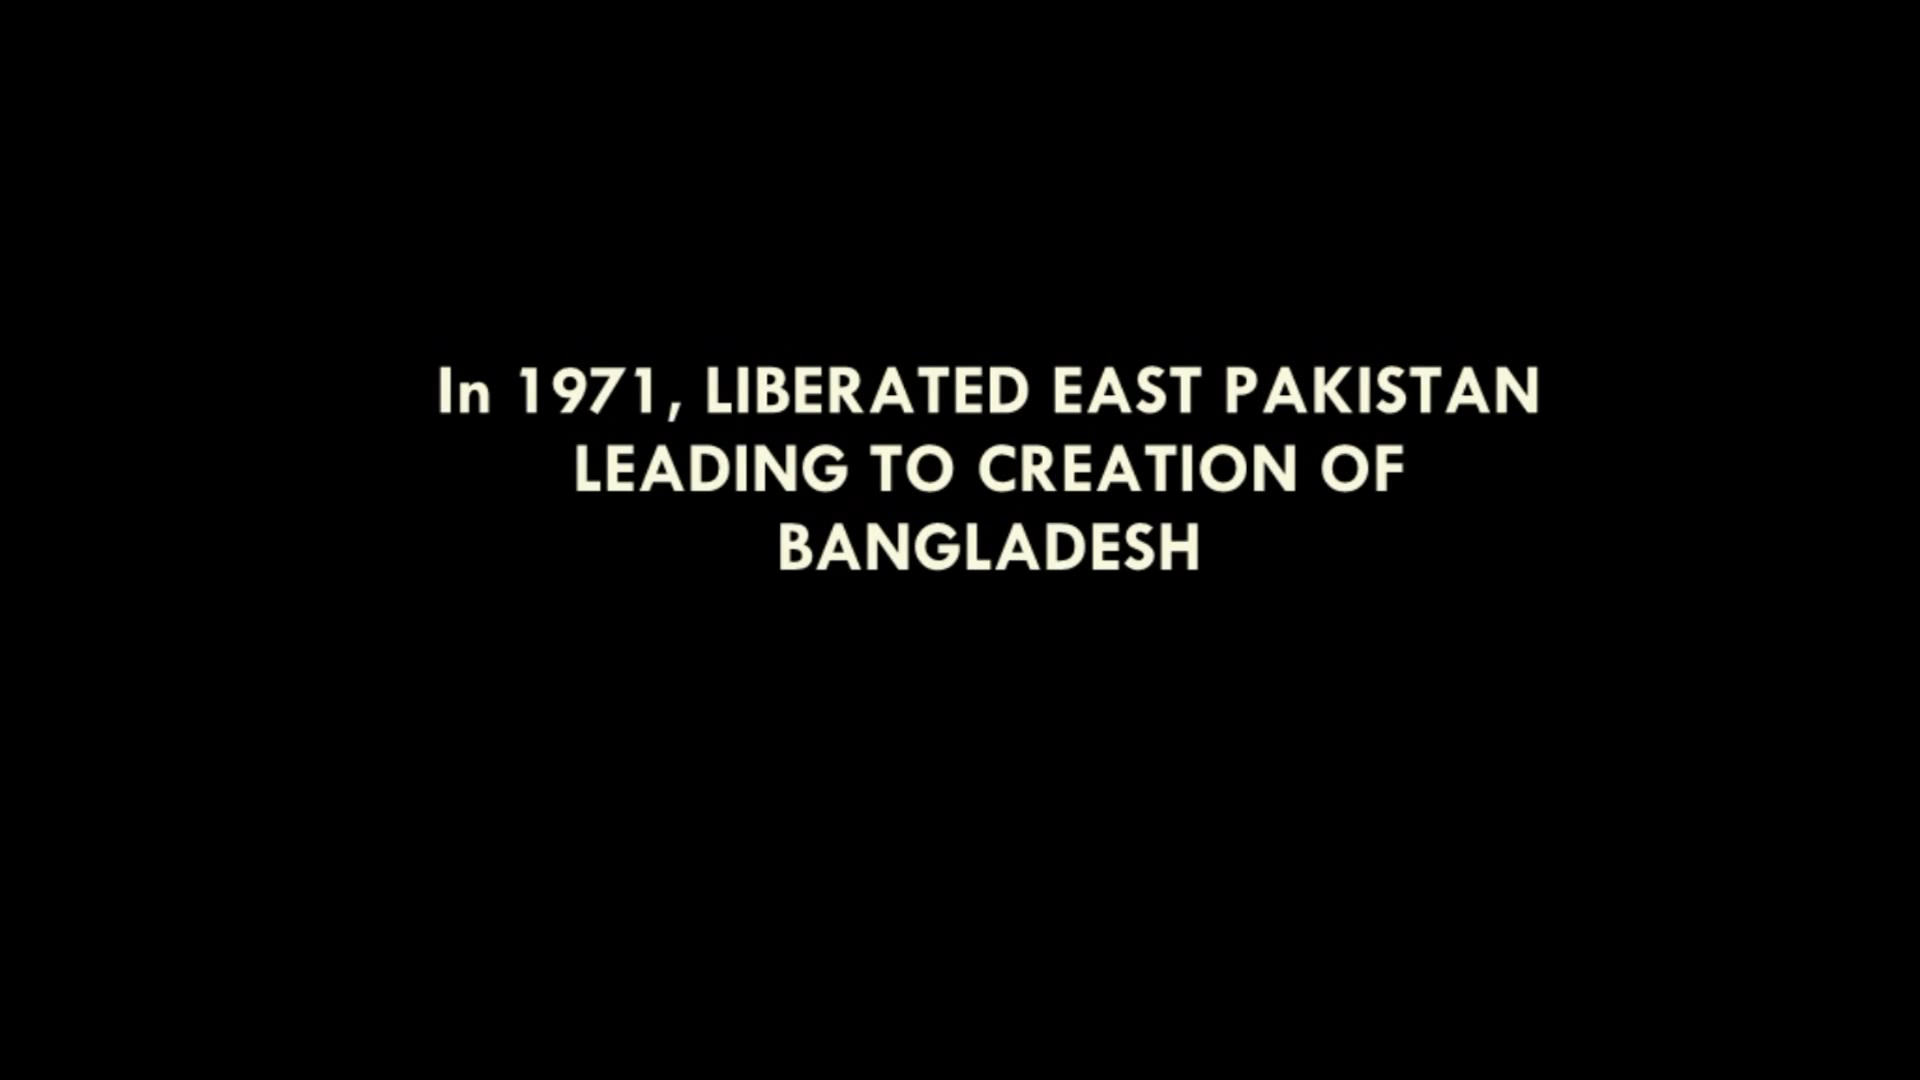 In 1971, LIBERATED EAST PAKISTAN
LEADING TO CREATION OF
BANGLADESH